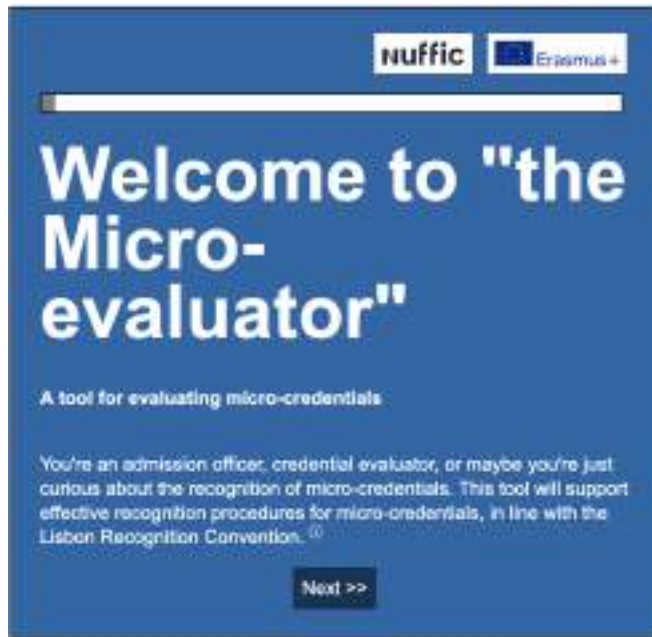 Nuffic Erasmus+
Welcome to "the
Micro-
evaluator"
A tool for evaluating micro-credentials
You're an admission officer, credential evaluator, or maybe you're just
curious about the recognition of micro-credentials. This tool will support
effective recognition procedures for micro-credentials, in line with the
Lisbon Recognition Convention. ⓘ
Next >>